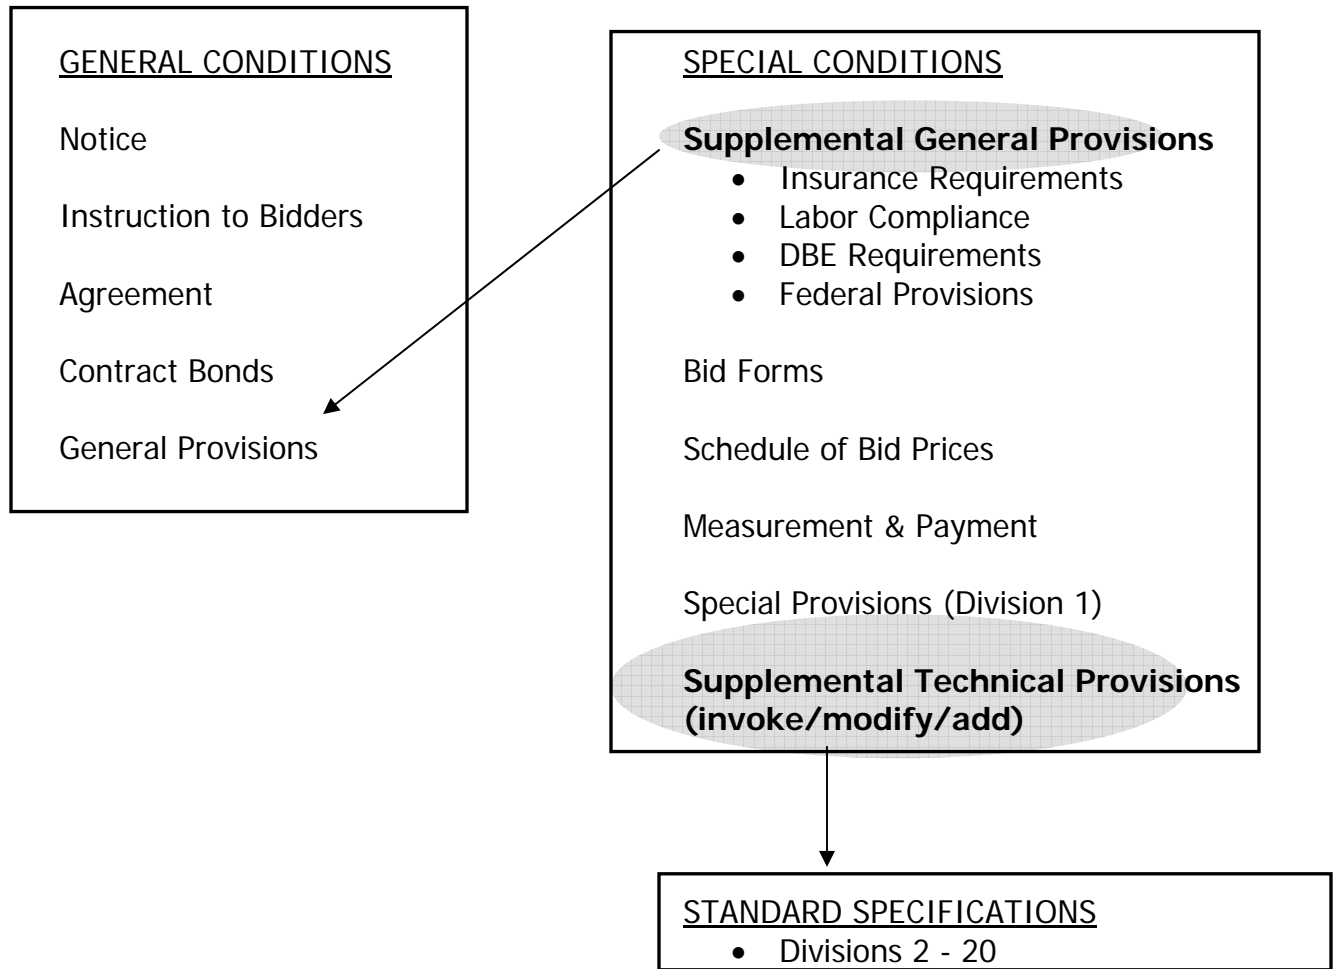 GENERAL CONDITIONS
Notice
Instruction to Bidders
Agreement
Contract Bonds
General Provisions
SPECIAL CONDITIONS
Supplemental General Provisions
• Insurance Requirements
• Labor Compliance
• DBE Requirements
• Federal Provisions
Bid Forms
Schedule of Bid Prices
Measurement & Payment
Special Provisions (Division 1)
Supplemental Technical Provisions
(invoke/modify/add)
STANDARD SPECIFICATIONS
• Divisions 2 - 20